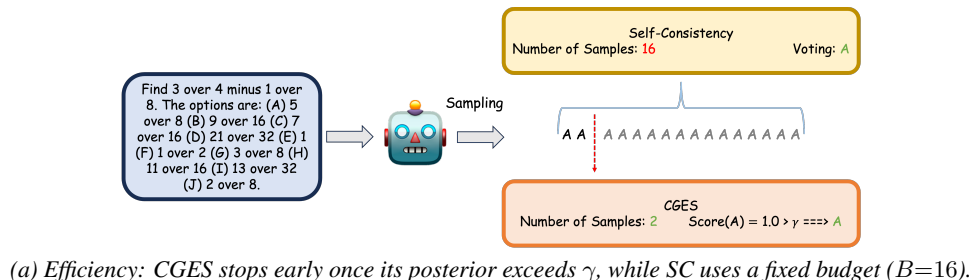 Self-Consistency
Number of Samples: 16 Voting: A
Find 3 over 4 minus 1 over
8. The options are: (A) 5
over 8 (B) 9 over 16 (C) 7
over 16 (D) 21 over 32 (E) 1
(F) 1 over 2 (G) 3 over 8 (H)
11 over 16 (I) 13 over 32
(J) 2 over 8.
Sampling
A A A A A A A A A A A A A A A A
CGES
Number of Samples: 2 Score(A) = 1.0 > γ ===> A
(a) Efficiency: CGES stops early once its posterior exceeds γ, while SC uses a fixed budget (B=16).